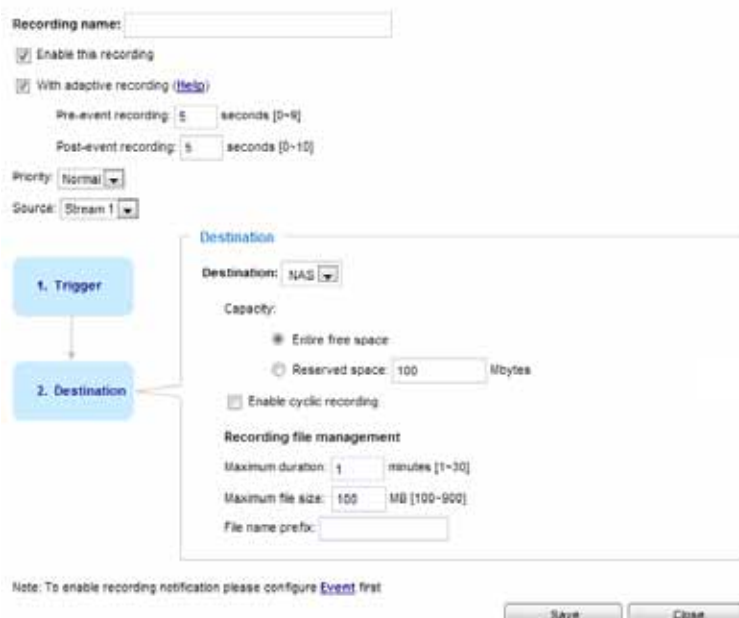 Recording name:
Enable this recording
With adaptive recording (Help)
Pre-event recording: 5 seconds [0~9]
Post-event recording: 5 seconds [0~10]
Priority: Normal
Source: Stream 1
Destination
1. Trigger
Destination: NAS
Capacity:
Entire free space
Reserved space: 100 Mbytes
2. Destination
Enable cyclic recording
Recording file management
Maximum duration: 1 minutes [1~30]
Maximum file size: 100 MB [100~900]
File name prefix:
Note: To enable recording notification please configure Event first
Save Close